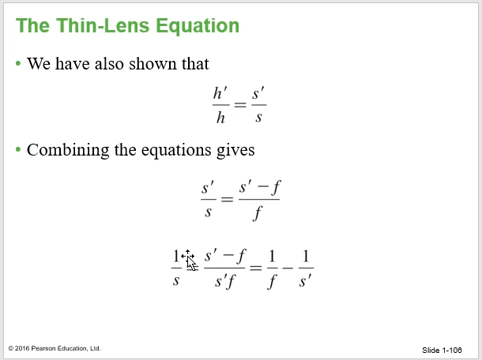 The Thin-Lens Equation
• We have also shown that
h′/h = s′/s
• Combining the equations gives
s′/s = (s′ − f)/f
1/s = (s′ − f)/(s′f) = 1/f − 1/s′
© 2016 Pearson Education, Ltd.
Slide 1-106